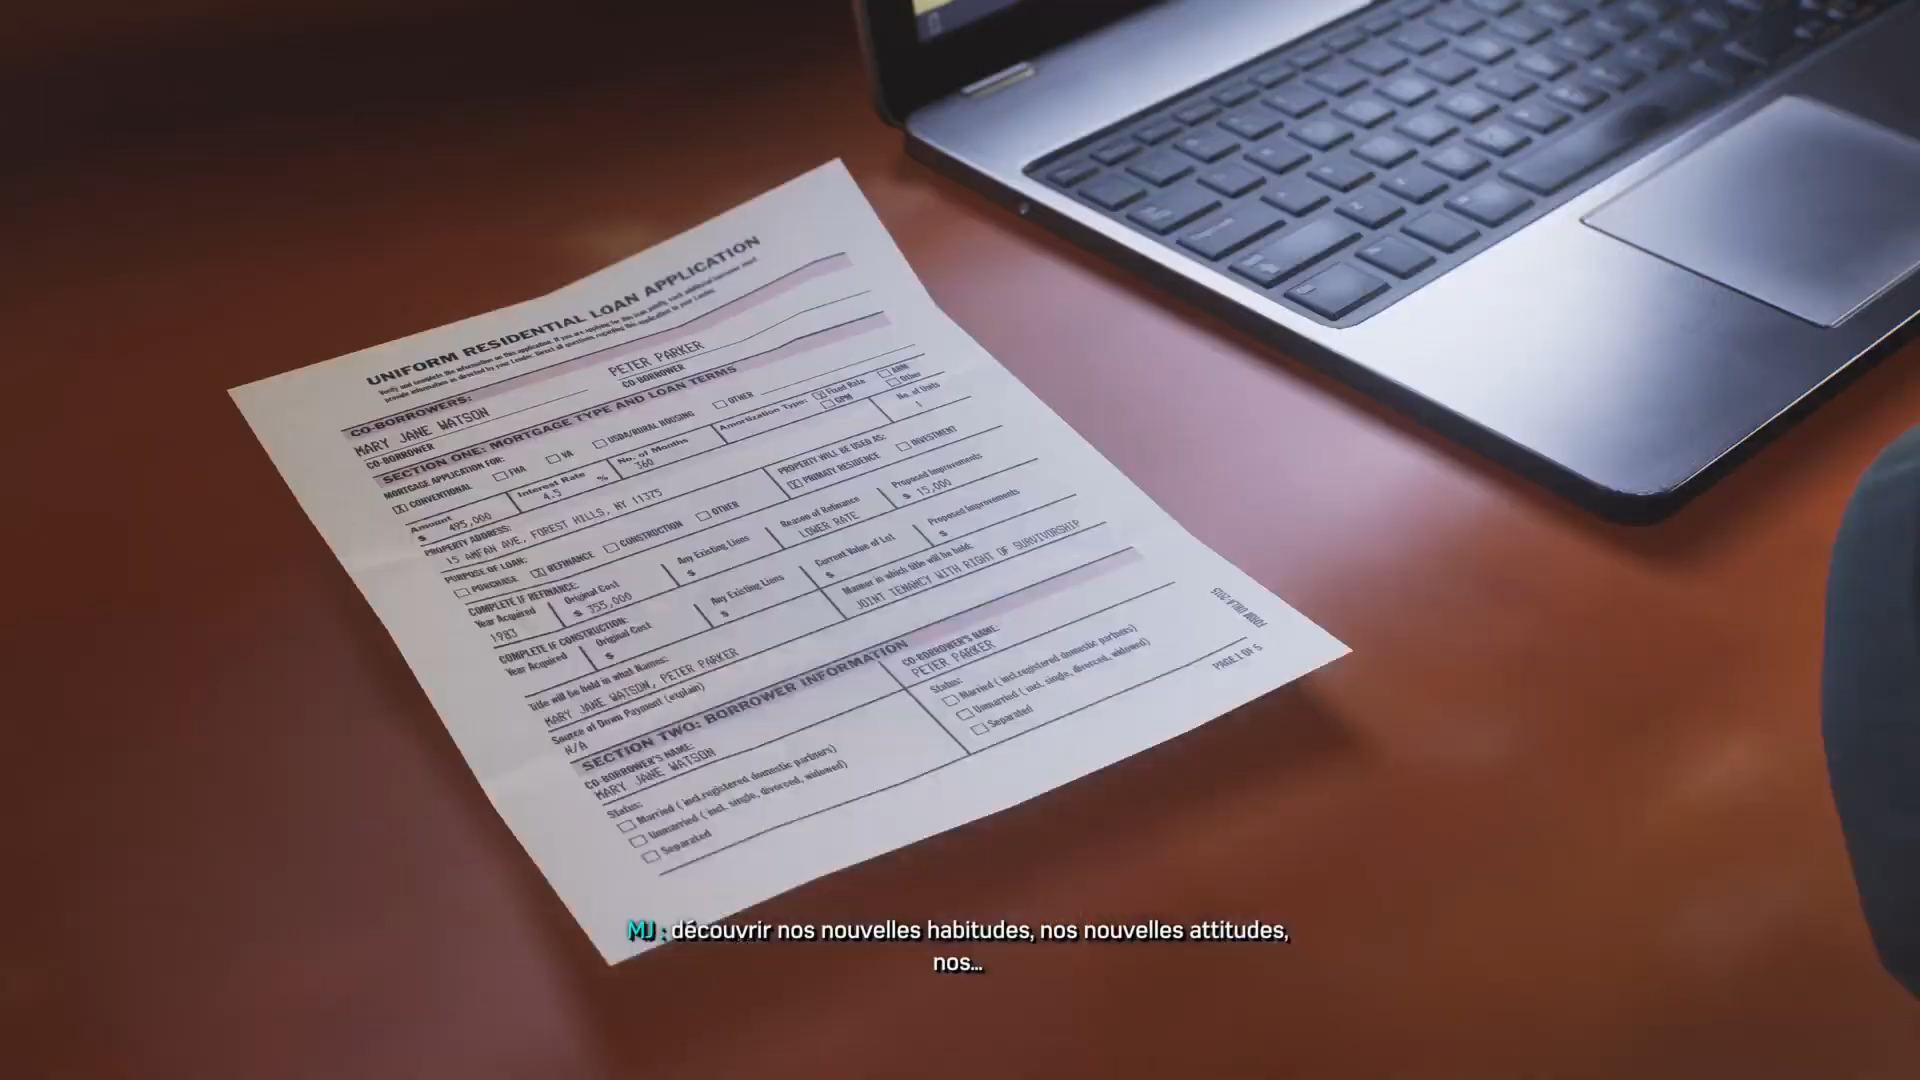 UNIFORM RESIDENTIAL LOAN APPLICATION
CO-BORROWERS:
MARY JANE WATSON PETER PARKER
CO-BORROWER CO-BORROWER
SECTION ONE: MORTGAGE TYPE AND LOAN TERMS
MORTGAGE APPLICATION FOR:
[X] CONVENTIONAL FHA VA USDA/RURAL HOUSING OTHER
Amortization Type: [X] Fixed Rate ARM
GPM Other
Amount Interest Rate No. of Months No. of Units
$ 495,000 4.5 % 360 1
PROPERTY ADDRESS:
15 AMFAH AVE, FOREST HILLS, NY 11375
PROPERTY WILL BE USED AS:
[X] PRIMATY RESIDENCE INVESTMENT
PURPOSE OF LOAN:
PURCHASE [X] REFINANCE CONSTRUCTION OTHER
COMPLETE IF REFINANCE:
Year Acquired Original Cost Any Existing Liens Reason of Refinance Proposed Improvements
1983 $ 355,000 $ LOWER RATE $ 15,000
COMPLETE IF CONSTRUCTION:
Year Acquired Original Cost Any Existing Liens Current Value of Lot Proposed Improvements
$ $ $ $
Title will be held in what Names: Manner in which title will be held:
MARY JANE WATSON, PETER PARKER JOINT TENANCY WITH RIGHT OF SURVIVORSHIP
Source of Down Payment (explain)
N/A
SECTION TWO: BORROWER INFORMATION
CO-BORROWER'S NAME: CO-BORROWER'S NAME:
MARY JANE WATSON PETER PARKER
Status: Status:
Married ( incl.registered domestic partners) Married ( incl.registered domestic partners)
Unmarried ( incl. single, divorced, widowed) Unmarried ( incl. single, divorced, widowed)
Separated Separated
PAGE 1 OF 5
MJ : découvrir nos nouvelles habitudes, nos nouvelles attitudes,
nos...